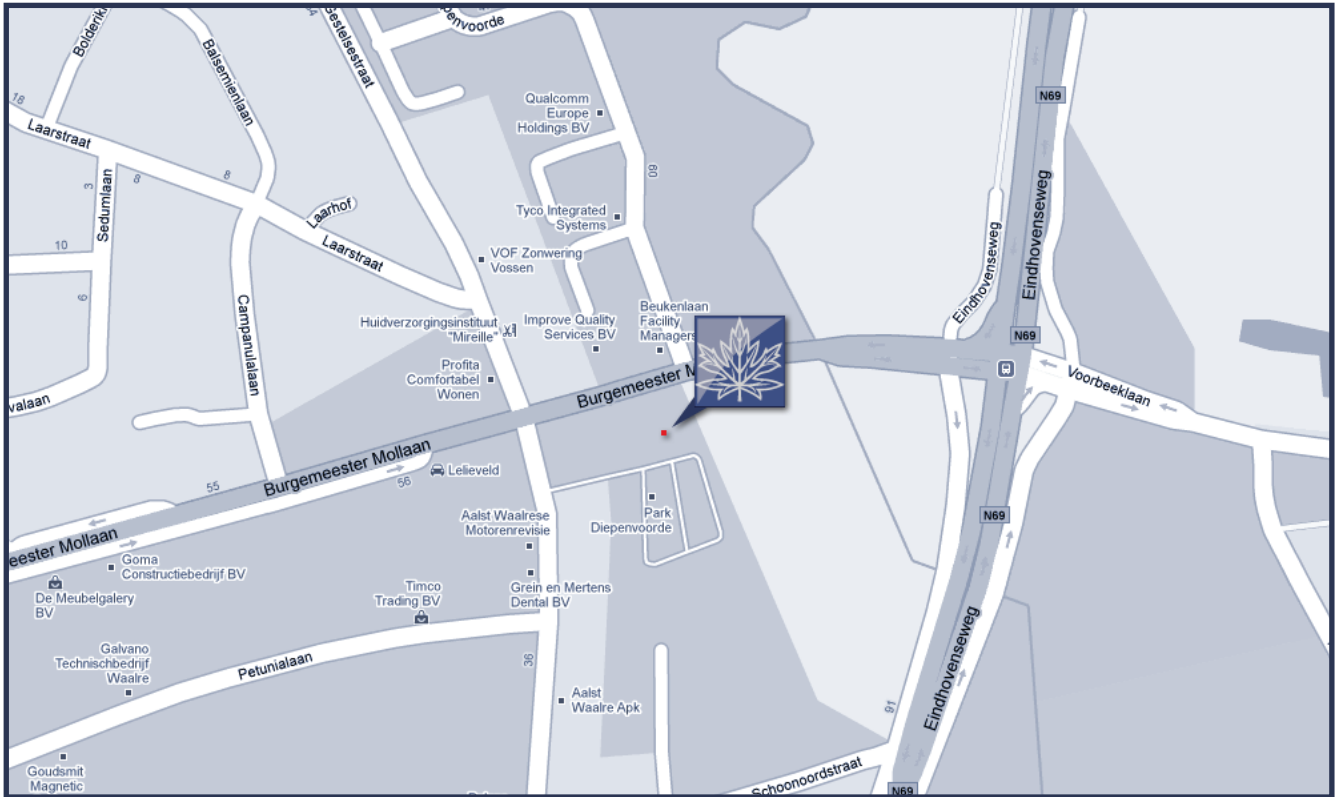 Bolderik
Balsemienlaan
Gestelsestraat
penvoorde
18
Laarstraat
Qualcomm
Europe
Holdings BV
N69
3
Sedumlaan
8
8
60
Laarhof
Laarstraat
Tyco Integrated
Systems
10
VOF Zonwering
Vossen
Eindhovenseweg
Eindhovenseweg
6
Campanulalaan
Huidverzorgingsinstituut
"Mireille"
Improve Quality
Services BV
Beukenlaan
Facility
Managers
N69
Profita
Comfortabel
Wonen
Burgemeester M
Voorbeeklaan
valaan
Burgemeester Mollaan
55
56
Lelieveld
Aalst Waalrese
Motorenrevisie
Park
Diepenvoorde
N69
eester Mollaan
Goma
Constructiebedrijf BV
De Meubelgalery
BV
Timco
Trading BV
Grein en Mertens
Dental BV
Galvano
Technischbedrijf
Waalre
Petunialaan
36
Aalst
Waalre Apk
91
Eindhovenseweg
Goudsmit
Magnetic
Schoonoordstraat
N69